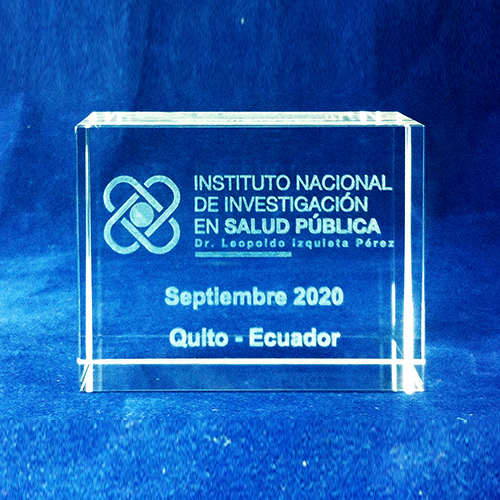 INSTITUTO NACIONAL
DE INVESTIGACIÓN
EN SALUD PÚBLICA
Dr. Leopoldo Izquieta Pérez
Septiembre 2020
Quito - Ecuador